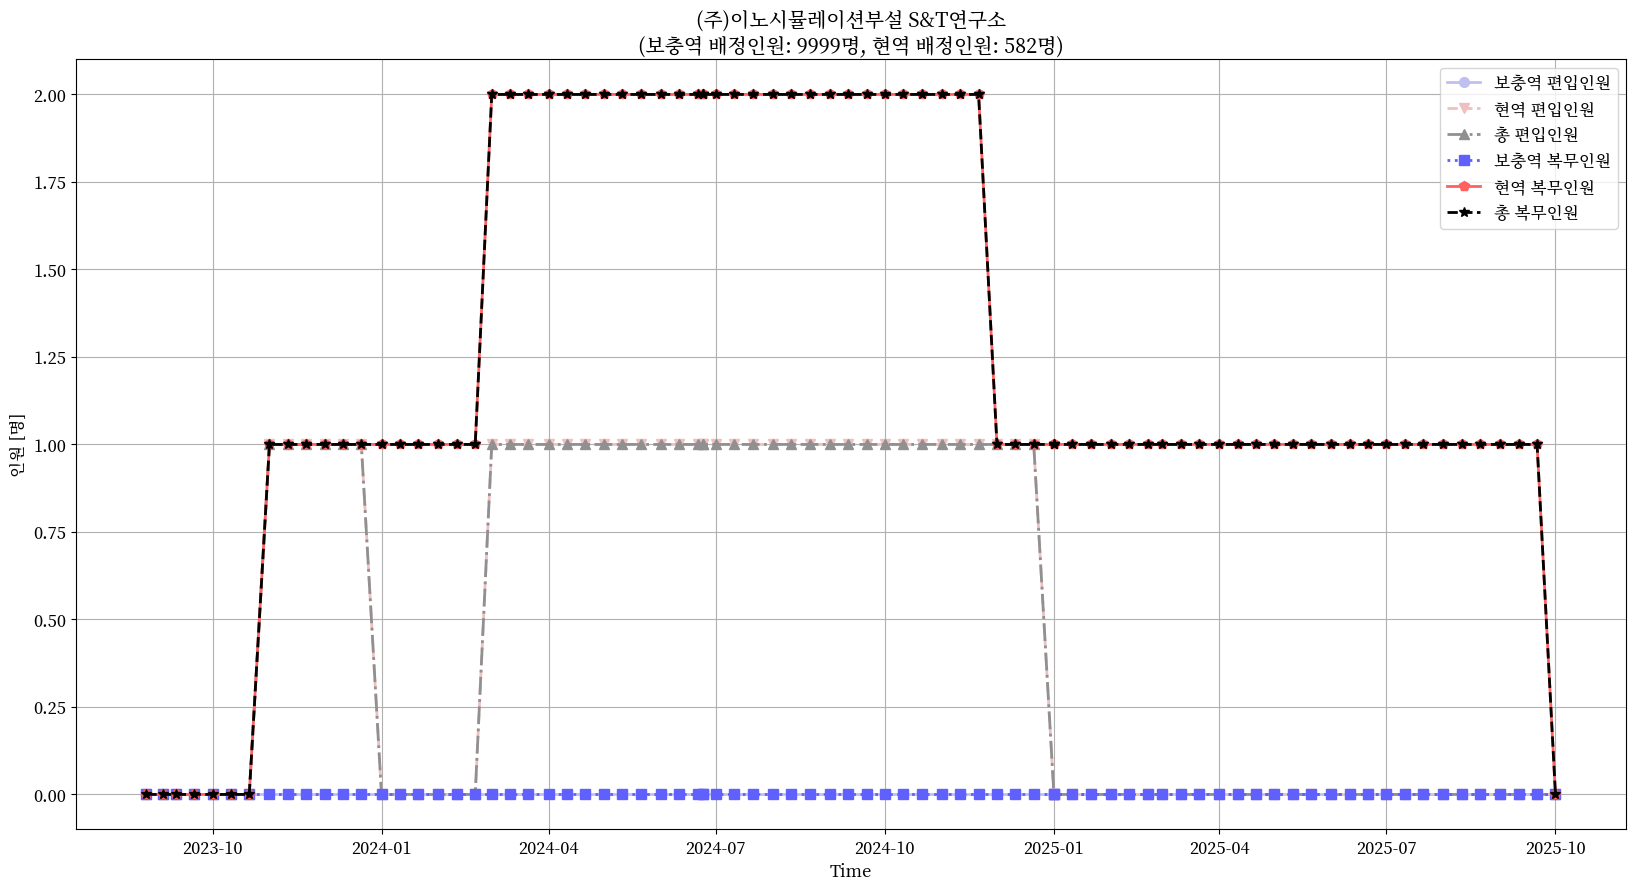 (주)이노시뮬레이션부설 S&T연구소
(보충역 배정인원: 9999명, 현역 배정인원: 582명)
보충역 편입인원
현역 편입인원
총 편입인원
보충역 복무인원
현역 복무인원
총 복무인원
2.00
1.75
1.50
1.25
1.00
0.75
0.50
0.25
0.00
인원 [명]
2023-10
2024-01
2024-04
2024-07
2024-10
2025-01
2025-04
2025-07
2025-10
Time